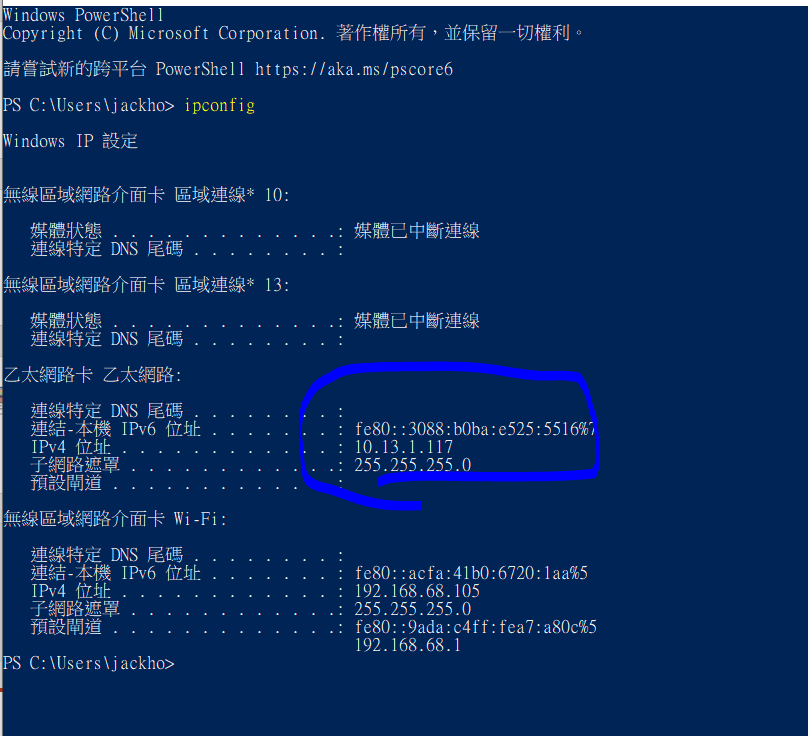 Windows PowerShell
Copyright (C) Microsoft Corporation. 著作權所有，並保留一切權利。
請嘗試新的跨平台 PowerShell https://aka.ms/pscore6
PS C:\Users\jackho> ipconfig
Windows IP 設定
無線區域網路介面卡 區域連線* 10:
媒體狀態 . . . . . . . . . . . . .: 媒體已中斷連線
連線特定 DNS 尾碼 . . . . . . . . :
無線區域網路介面卡 區域連線* 13:
媒體狀態 . . . . . . . . . . . . .: 媒體已中斷連線
連線特定 DNS 尾碼 . . . . . . . . :
乙太網路卡 乙太網路:
連線特定 DNS 尾碼 . . . . . . . . :
連結-本機 IPv6 位址 . . . . . . . : fe80::3088:b0ba:e525:5516%7
IPv4 位址 . . . . . . . . . . . . : 10.13.1.117
子網路遮罩 . . . . . . . . . . . .: 255.255.255.0
預設閘道 . . . . . . . . . . . . .:
無線區域網路介面卡 Wi-Fi:
連線特定 DNS 尾碼 . . . . . . . . :
連結-本機 IPv6 位址 . . . . . . . : fe80::acfa:41b0:6720:1aa%5
IPv4 位址 . . . . . . . . . . . . : 192.168.68.105
子網路遮罩 . . . . . . . . . . . .: 255.255.255.0
預設閘道 . . . . . . . . . . . . .: fe80::9ada:c4ff:fea7:a80c%5
192.168.68.1
PS C:\Users\jackho>